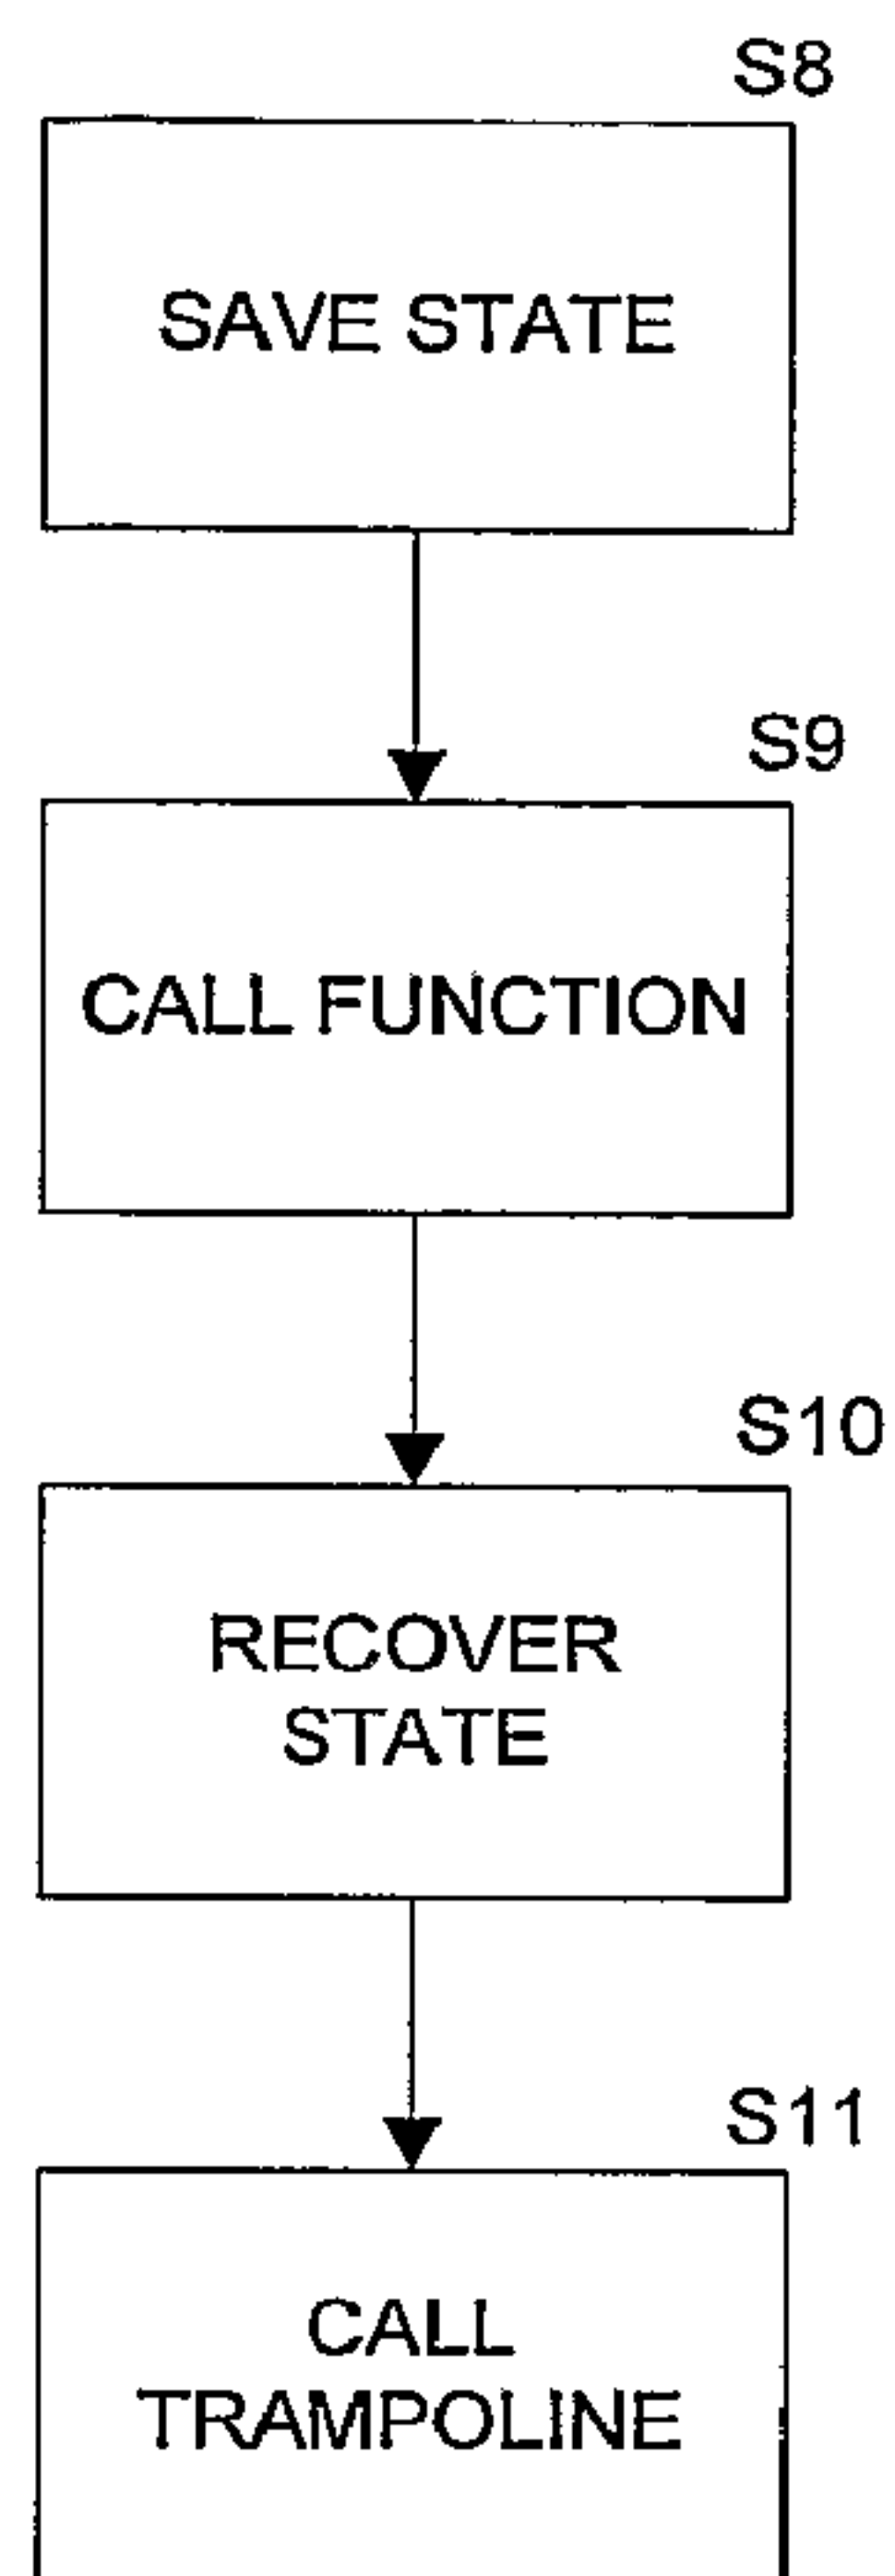 S8
SAVE STATE
S9
CALL FUNCTION
S10
RECOVER
STATE
S11
CALL
TRAMPOLINE